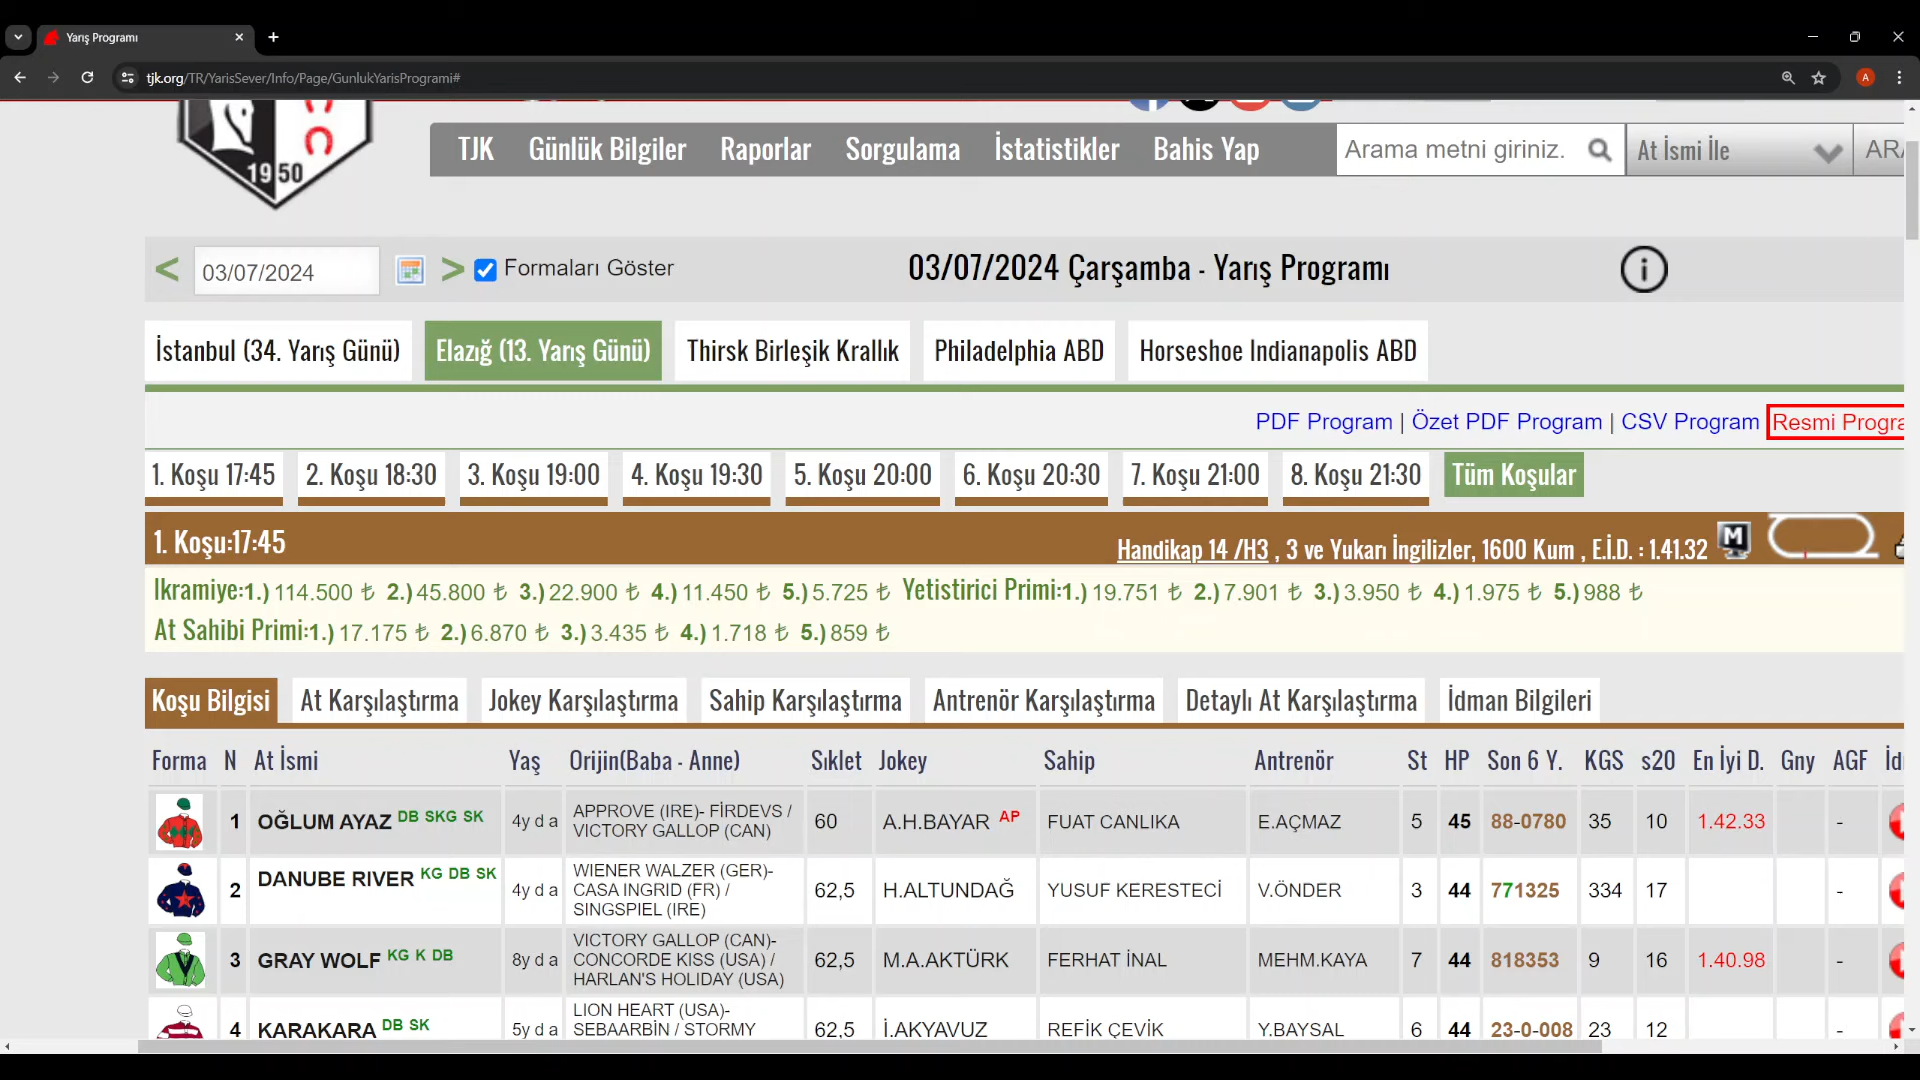 Yarış Programı
tjk.org/TR/YarisSever/Info/Page/GunlukYarisProgrami#
A
1950
TJK Günlük Bilgiler Raporlar Sorgulama İstatistikler Bahis Yap Arama metni giriniz. At İsmi İle ARA
03/07/2024 Formaları Göster 03/07/2024 Çarşamba - Yarış Programı i
İstanbul (34. Yarış Günü) Elazığ (13. Yarış Günü) Thirsk Birleşik Krallık Philadelphia ABD Horseshoe Indianapolis ABD
PDF Program | Özet PDF Program | CSV Program Resmi Progra
1. Koşu 17:45 2. Koşu 18:30 3. Koşu 19:00 4. Koşu 19:30 5. Koşu 20:00 6. Koşu 20:30 7. Koşu 21:00 8. Koşu 21:30 Tüm Koşular
1. Koşu:17:45 Handikap 14 /H3 , 3 ve Yukarı İngilizler, 1600 Kum , E.İ.D. : 1.41.32 M
Ikramiye:1.) 114.500 ₺ 2.) 45.800 ₺ 3.) 22.900 ₺ 4.) 11.450 ₺ 5.) 5.725 ₺ Yetistirici Primi:1.) 19.751 ₺ 2.) 7.901 ₺ 3.) 3.950 ₺ 4.) 1.975 ₺ 5.) 988 ₺
At Sahibi Primi:1.) 17.175 ₺ 2.) 6.870 ₺ 3.) 3.435 ₺ 4.) 1.718 ₺ 5.) 859 ₺
Koşu Bilgisi At Karşılaştırma Jokey Karşılaştırma Sahip Karşılaştırma Antrenör Karşılaştırma Detaylı At Karşılaştırma İdman Bilgileri
Forma N At İsmi Yaş Orijin(Baba - Anne) Sıklet Jokey Sahip Antrenör St HP Son 6 Y. KGS s20 En İyi D. Gny AGF İd
1 OĞLUM AYAZ DB SKG SK 4y d a APPROVE (IRE)- FİRDEVS / 60 A.H.BAYAR AP FUAT CANLIKA E.AÇMAZ 5 45 88-0780 35 10 1.42.33 -
VICTORY GALLOP (CAN)
2 DANUBE RIVER KG DB SK 4y d a WIENER WALZER (GER)- 62,5 H.ALTUNDAĞ YUSUF KERESTECİ V.ÖNDER 3 44 771325 334 17 -
CASA INGRID (FR) /
SINGSPIEL (IRE)
3 GRAY WOLF KG K DB 8y d a VICTORY GALLOP (CAN)- 62,5 M.A.AKTÜRK FERHAT İNAL MEHM.KAYA 7 44 818353 9 16 1.40.98 -
CONCORDE KISS (USA) /
HARLAN'S HOLIDAY (USA)
4 KARAKARA DB SK 5y d a LION HEART (USA)- 62,5 İ.AKYAVUZ REFİK ÇEVİK Y.BAYSAL 6 44 23-0-008 23 12 -
SEBAARBİN / STORMY